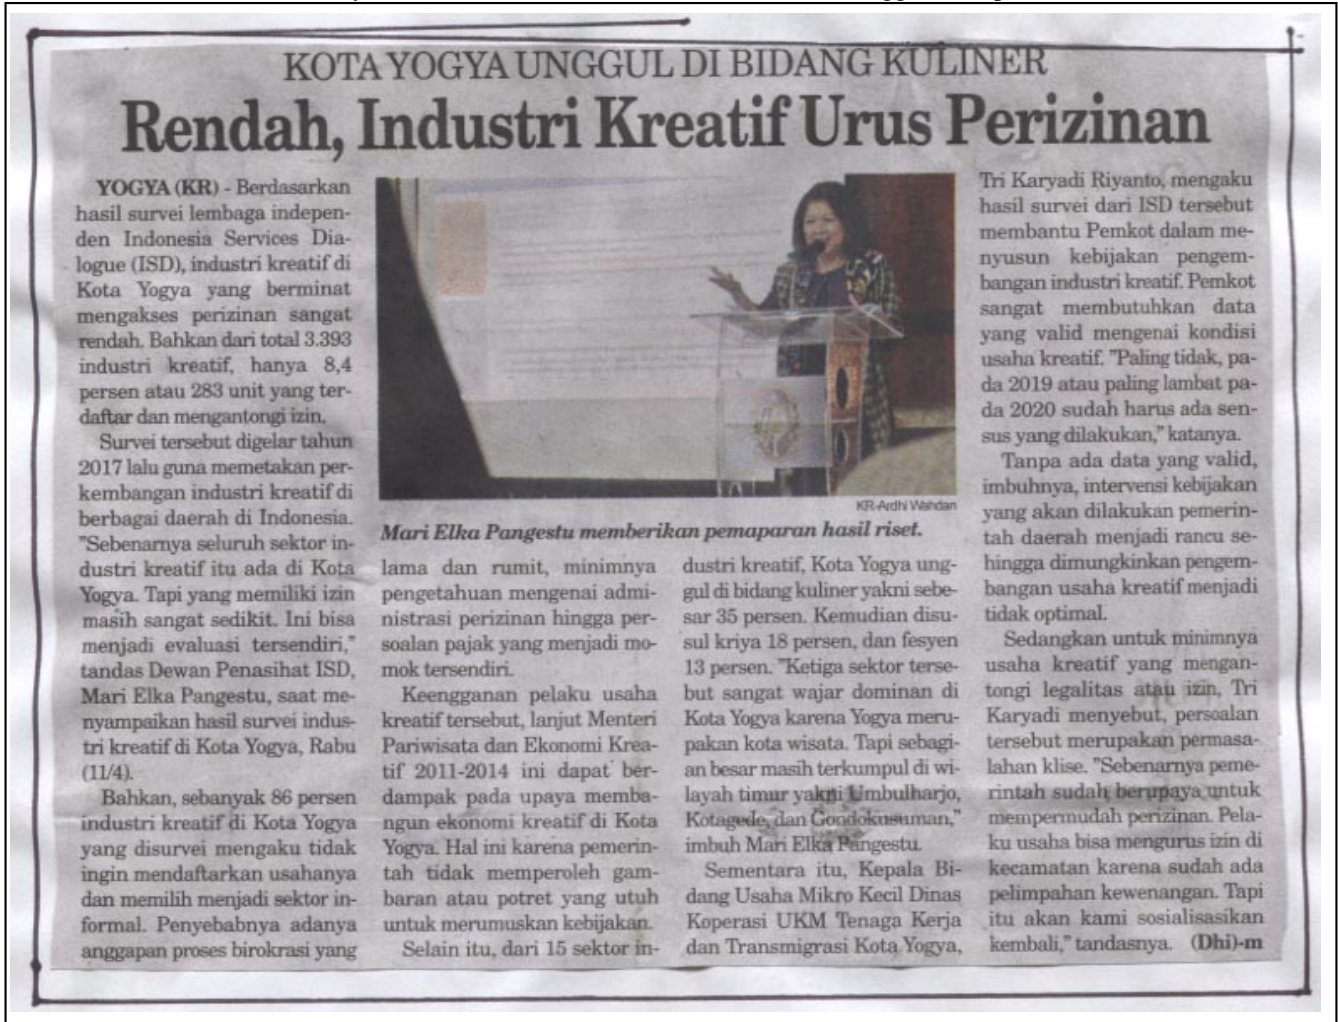 KOTA YOGYA UNGGUL DI BIDANG KULINER
Rendah, Industri Kreatif Urus Perizinan
YOGYA (KR) - Berdasarkan
hasil survei lembaga indepen-
den Indonesia Services Dia-
logue (ISD), industri kreatif di
Kota Yogya yang berminat
mengakses perizinan sangat
rendah. Bahkan dari total 3.393
industri kreatif, hanya 8,4
persen atau 283 unit yang ter-
daftar dan mengantongi izin.
Survei tersebut digelar tahun
2017 lalu guna memetakan per-
kembangan industri kreatif di
berbagai daerah di Indonesia.
"Sebenarnya seluruh sektor in-
dustri kreatif itu ada di Kota
Yogya. Tapi yang memiliki izin
masih sangat sedikit. Ini bisa
menjadi evaluasi tersendiri,"
tandas Dewan Penasihat ISD,
Mari Elka Pangestu, saat me-
nyampaikan hasil survei indus-
tri kreatif di Kota Yogya, Rabu
(11/4).
Bahkan, sebanyak 86 persen
industri kreatif di Kota Yogya
yang disurvei mengaku tidak
ingin mendaftarkan usahanya
dan memilih menjadi sektor in-
formal. Penyebabnya adanya
anggapan proses birokrasi yang
KR-Ardhi Wahdan
Mari Elka Pangestu memberikan pemaparan hasil riset.
lama dan rumit, minimnya
pengetahuan mengenai admi-
nistrasi perizinan hingga per-
soalan pajak yang menjadi mo-
mok tersendiri.
Keengganan pelaku usaha
kreatif tersebut, lanjut Menteri
Pariwisata dan Ekonomi Krea-
tif 2011-2014 ini dapat ber-
dampak pada upaya memba-
ngun ekonomi kreatif di Kota
Yogya. Hal ini karena pemerin-
tah tidak memperoleh gam-
baran atau potret yang utuh
untuk merumuskan kebijakan.
Selain itu, dari 15 sektor in-
dustri kreatif, Kota Yogya ung-
gul di bidang kuliner yakni sebe-
sar 35 persen. Kemudian disu-
sul kriya 18 persen, dan fesyen
13 persen. "Ketiga sektor terse-
but sangat wajar dominan di
Kota Yogya karena Yogya meru-
pakan kota wisata. Tapi sebagi-
an besar masih terkumpul di wi-
layah timur yakni Umbulharjo,
Kotagede, dan Gondokusuman,"
imbuh Mari Elka Pangestu.
Sementara itu, Kepala Bi-
dang Usaha Mikro Kecil Dinas
Koperasi UKM Tenaga Kerja
dan Transmigrasi Kota Yogya,
Tri Karyadi Riyanto, mengaku
hasil survei dari ISD tersebut
membantu Pemkot dalam me-
nyusun kebijakan pengem-
bangan industri kreatif. Pemkot
sangat membutuhkan data
yang valid mengenai kondisi
usaha kreatif. "Paling tidak, pa-
da 2019 atau paling lambat pa-
da 2020 sudah harus ada sen-
sus yang dilakukan," katanya.
Tanpa ada data yang valid,
imbuhnya, intervensi kebijakan
yang akan dilakukan pemerin-
tah daerah menjadi rancu se-
hingga dimungkinkan pengem-
bangan usaha kreatif menjadi
tidak optimal.
Sedangkan untuk minimnya
usaha kreatif yang mengan-
tongi legalitas atau izin, Tri
Karyadi menyebut, persoalan
tersebut merupakan permasa-
lahan klise. "Sebenarnya peme-
rintah sudah berupaya untuk
mempermudah perizinan. Pela-
ku usaha bisa mengurus izin di
kecamatan karena sudah ada
pelimpahan kewenangan. Tapi
itu akan kami sosialisasikan
kembali," tandasnya. (Dhi)-m